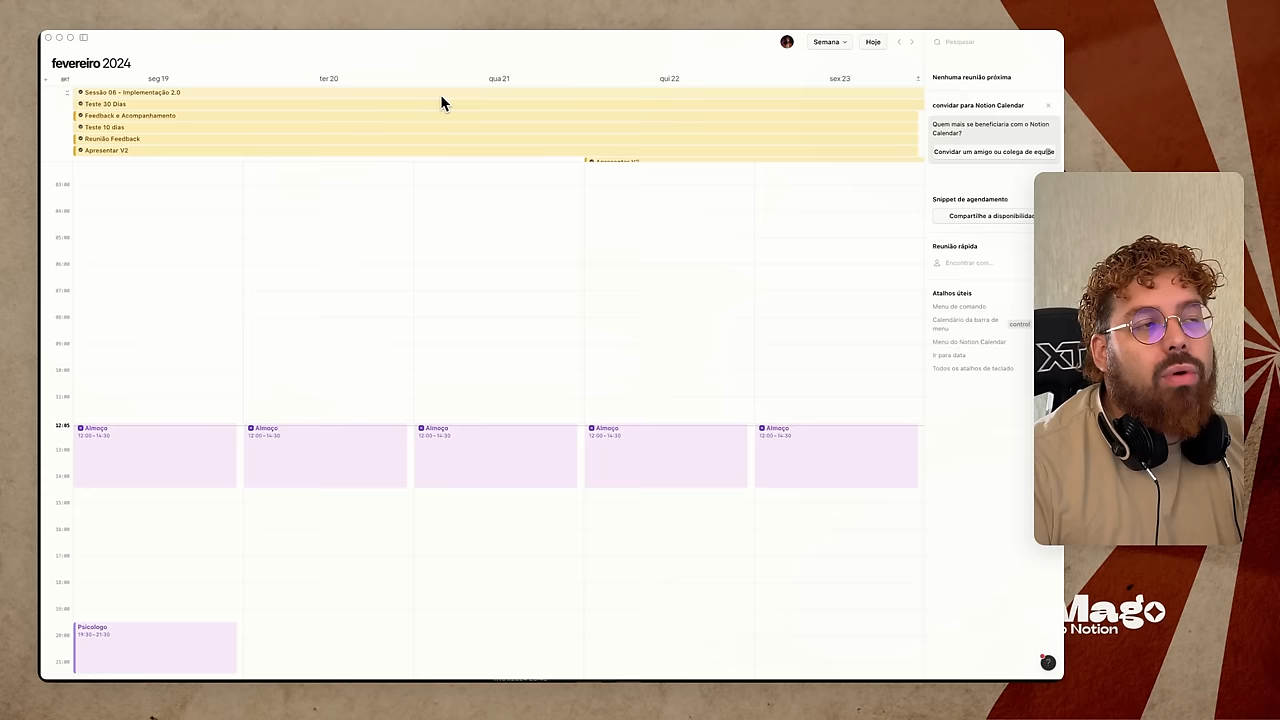 Semana
Hoje
Pesquisar
fevereiro 2024
BRT
seg 19
ter 20
qua 21
qui 22
sex 23
Sessão 06 - Implementação 2.0
Teste 30 Dias
Feedback e Acompanhamento
Teste 10 dias
Reunião Feedback
Apresentar V2
Apresentar V2
03:00
04:00
05:00
06:00
07:00
08:00
09:00
10:00
11:00
12:05
13:00
14:00
15:00
16:00
17:00
18:00
19:00
20:00
21:00
Almoço
12:00–14:30
Almoço
12:00–14:30
Almoço
12:00–14:30
Almoço
12:00–14:30
Almoço
12:00–14:30
Psicologo
19:30–21:30
Nenhuma reunião próxima
convidar para Notion Calendar
Quem mais se beneficiaria com o Notion
Calendar?
Convidar um amigo ou colega de equipe
Snippet de agendamento
Compartilhe a disponibilidad
Reunião rápida
Encontrar com...
Atalhos úteis
Menu de comando
Calendário da barra de
menu
control
Menu do Notion Calendar
Ir para data
Todos os atalhos de teclado
XT
Mago
Notion
?